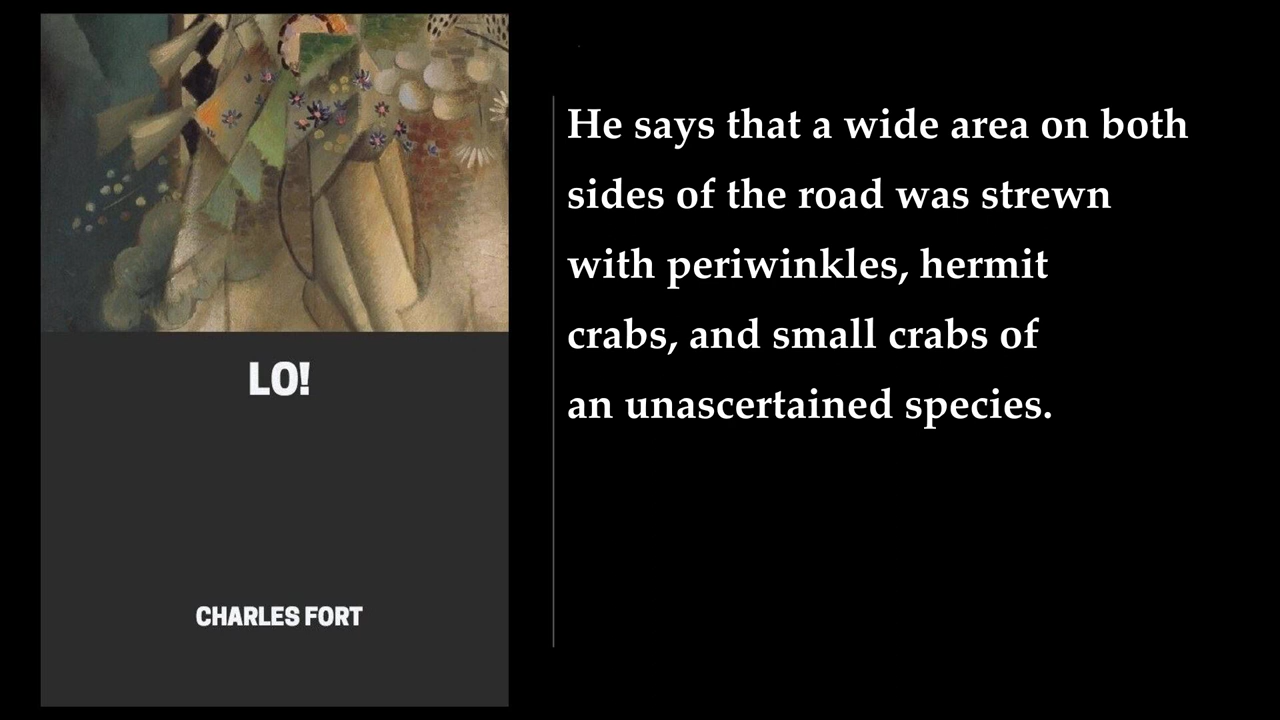 LO!
CHARLES FORT
He says that a wide area on both
sides of the road was strewn
with periwinkles, hermit
crabs, and small crabs of
an unascertained species.